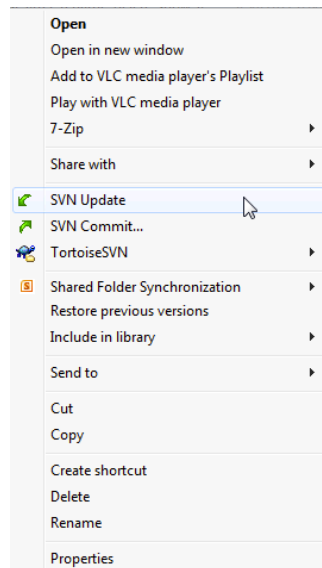 Open
Open in new window
Add to VLC media player's Playlist
Play with VLC media player
7-Zip
Share with
SVN Update
SVN Commit...
TortoiseSVN
S Shared Folder Synchronization
Restore previous versions
Include in library
Send to
Cut
Copy
Create shortcut
Delete
Rename
Properties